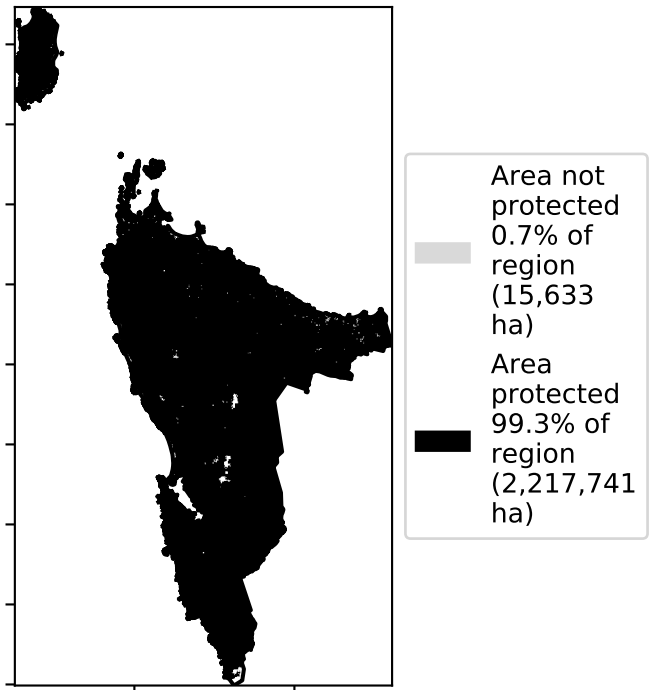 Area not
protected
0.7% of
region
(15,633
ha)
Area
protected
99.3% of
region
(2,217,741
ha)